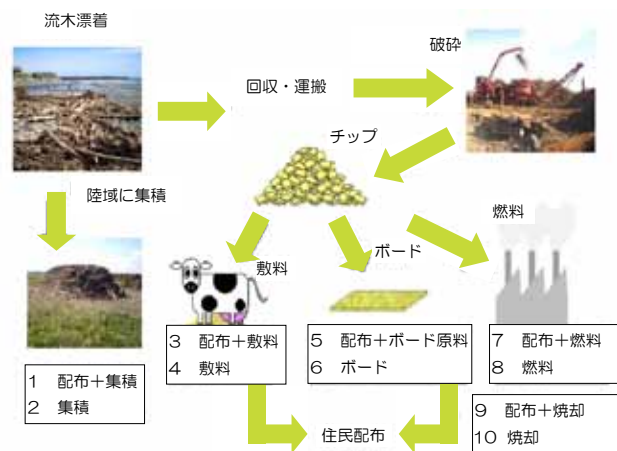 流木漂着
破砕
回収・運搬
チップ
陸域に集積
燃料
ボード
敷料
3 配布+敷料
4 敷料
5 配布+ボード原料
6 ボード
7 配布+燃料
8 燃料
1 配布+集積
2 集積
9 配布+焼却
10 焼却
住民配布